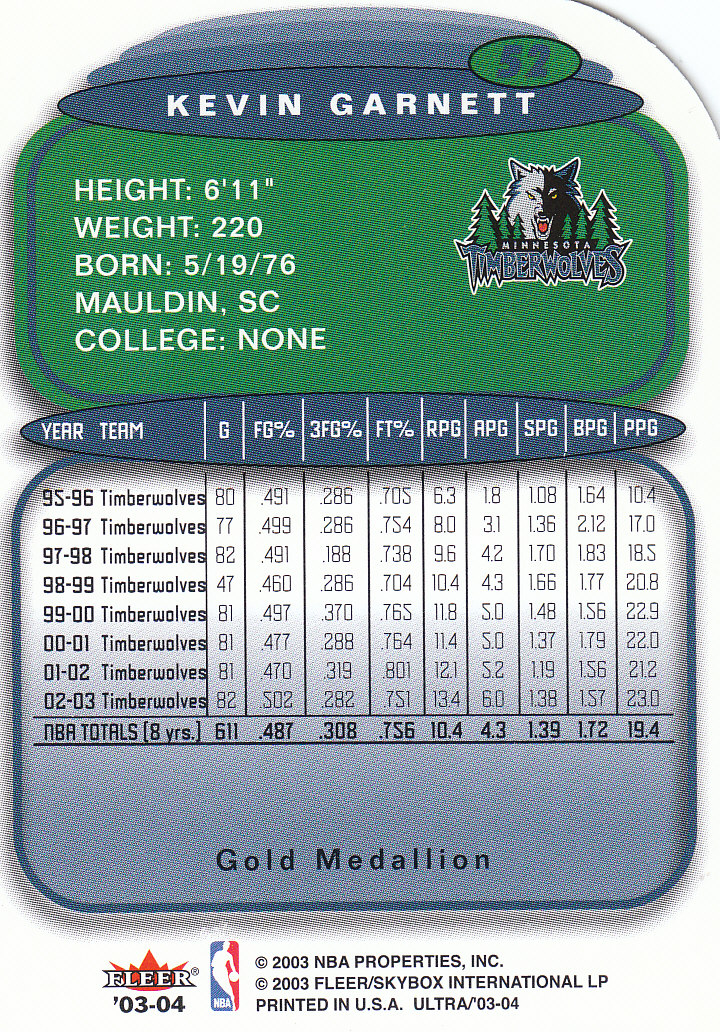 92
KEVIN GARNETT
HEIGHT: 6'11"
WEIGHT: 220
BORN: 5/19/76
MAULDIN, SC
COLLEGE: NONE
MINNESOTA
TIMBERWOLVES
YEAR TEAM G FG% 3FG% FT% RPG APG SPG BPG PPG
95-96 Timberwolves 80 .491 .286 .705 6.3 1.8 1.08 1.64 10.4
96-97 Timberwolves 77 .499 .286 .754 8.0 3.1 1.36 2.12 17.0
97-98 Timberwolves 82 .491 .188 .738 9.6 4.2 1.70 1.83 18.5
98-99 Timberwolves 47 .460 .286 .704 10.4 4.3 1.66 1.77 20.8
99-00 Timberwolves 81 .497 .370 .765 11.8 5.0 1.48 1.56 22.9
00-01 Timberwolves 81 .477 .288 .764 11.4 5.0 1.37 1.79 22.0
01-02 Timberwolves 81 .470 .319 .801 12.1 5.2 1.19 1.56 21.2
02-03 Timberwolves 82 .502 .282 .751 13.4 6.0 1.38 1.57 23.0
NBA TOTALS (8 yrs.) 611 .487 .308 .756 10.4 4.3 1.39 1.72 19.4
Gold Medallion
FLEER®
'03-04
NBA
© 2003 NBA PROPERTIES, INC.
© 2003 FLEER/SKYBOX INTERNATIONAL LP
PRINTED IN U.S.A. ULTRA/'03-04